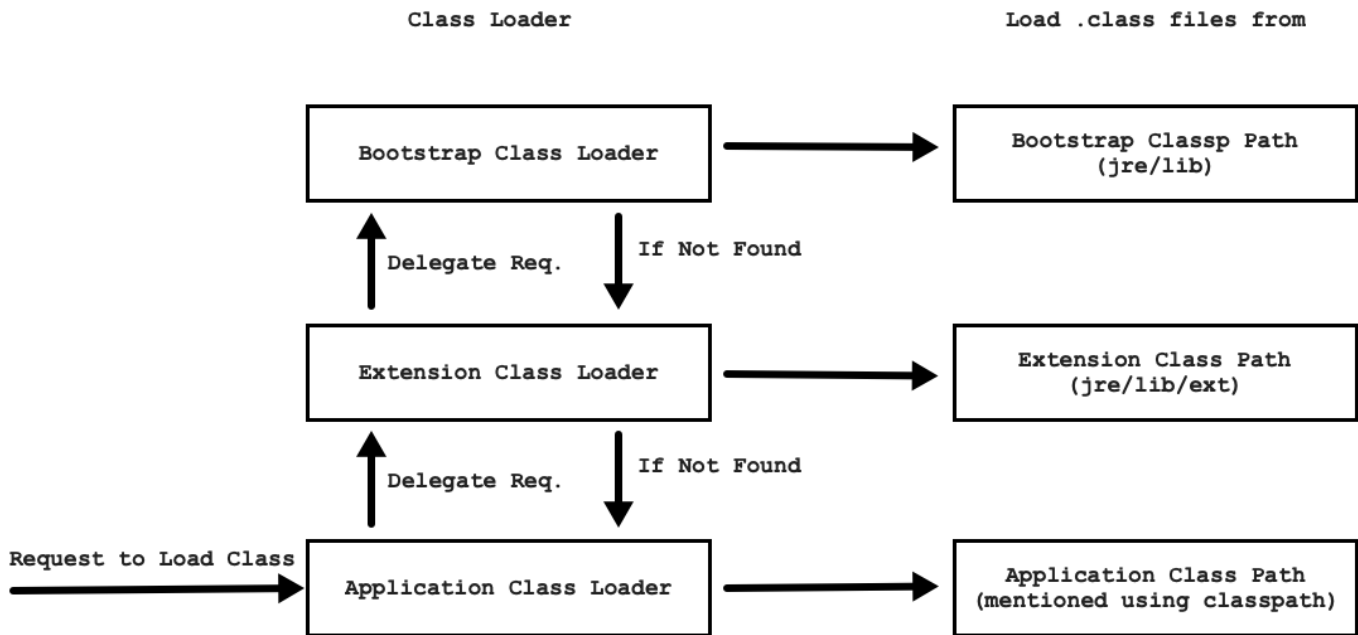 Class Loader
Load .class files from
Bootstrap Class Loader
Bootstrap Classp Path
(jre/lib)
Delegate Req.
If Not Found
Extension Class Loader
Extension Class Path
(jre/lib/ext)
Delegate Req.
If Not Found
Request to Load Class
Application Class Loader
Application Class Path
(mentioned using classpath)